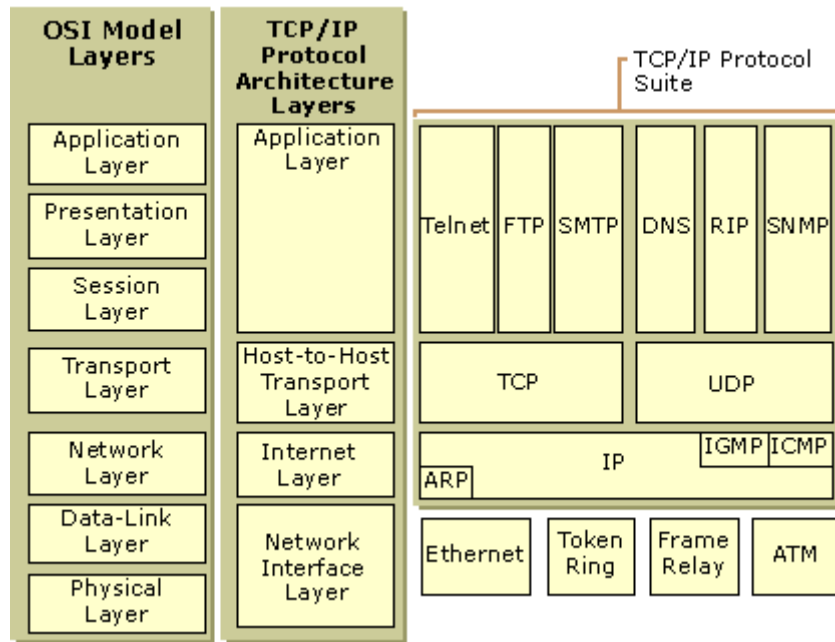 OSI Model
Layers
Application
Layer
Presentation
Layer
Session
Layer
Transport
Layer
Network
Layer
Data-Link
Layer
Physical
Layer
TCP/IP
Protocol
Architecture
Layers
Application
Layer
Host-to-Host
Transport
Layer
Internet
Layer
Network
Interface
Layer
TCP/IP Protocol
Suite
Telnet
FTP
SMTP
DNS
RIP
SNMP
TCP
UDP
IP
IGMP
ICMP
ARP
Ethernet
Token
Ring
Frame
Relay
ATM